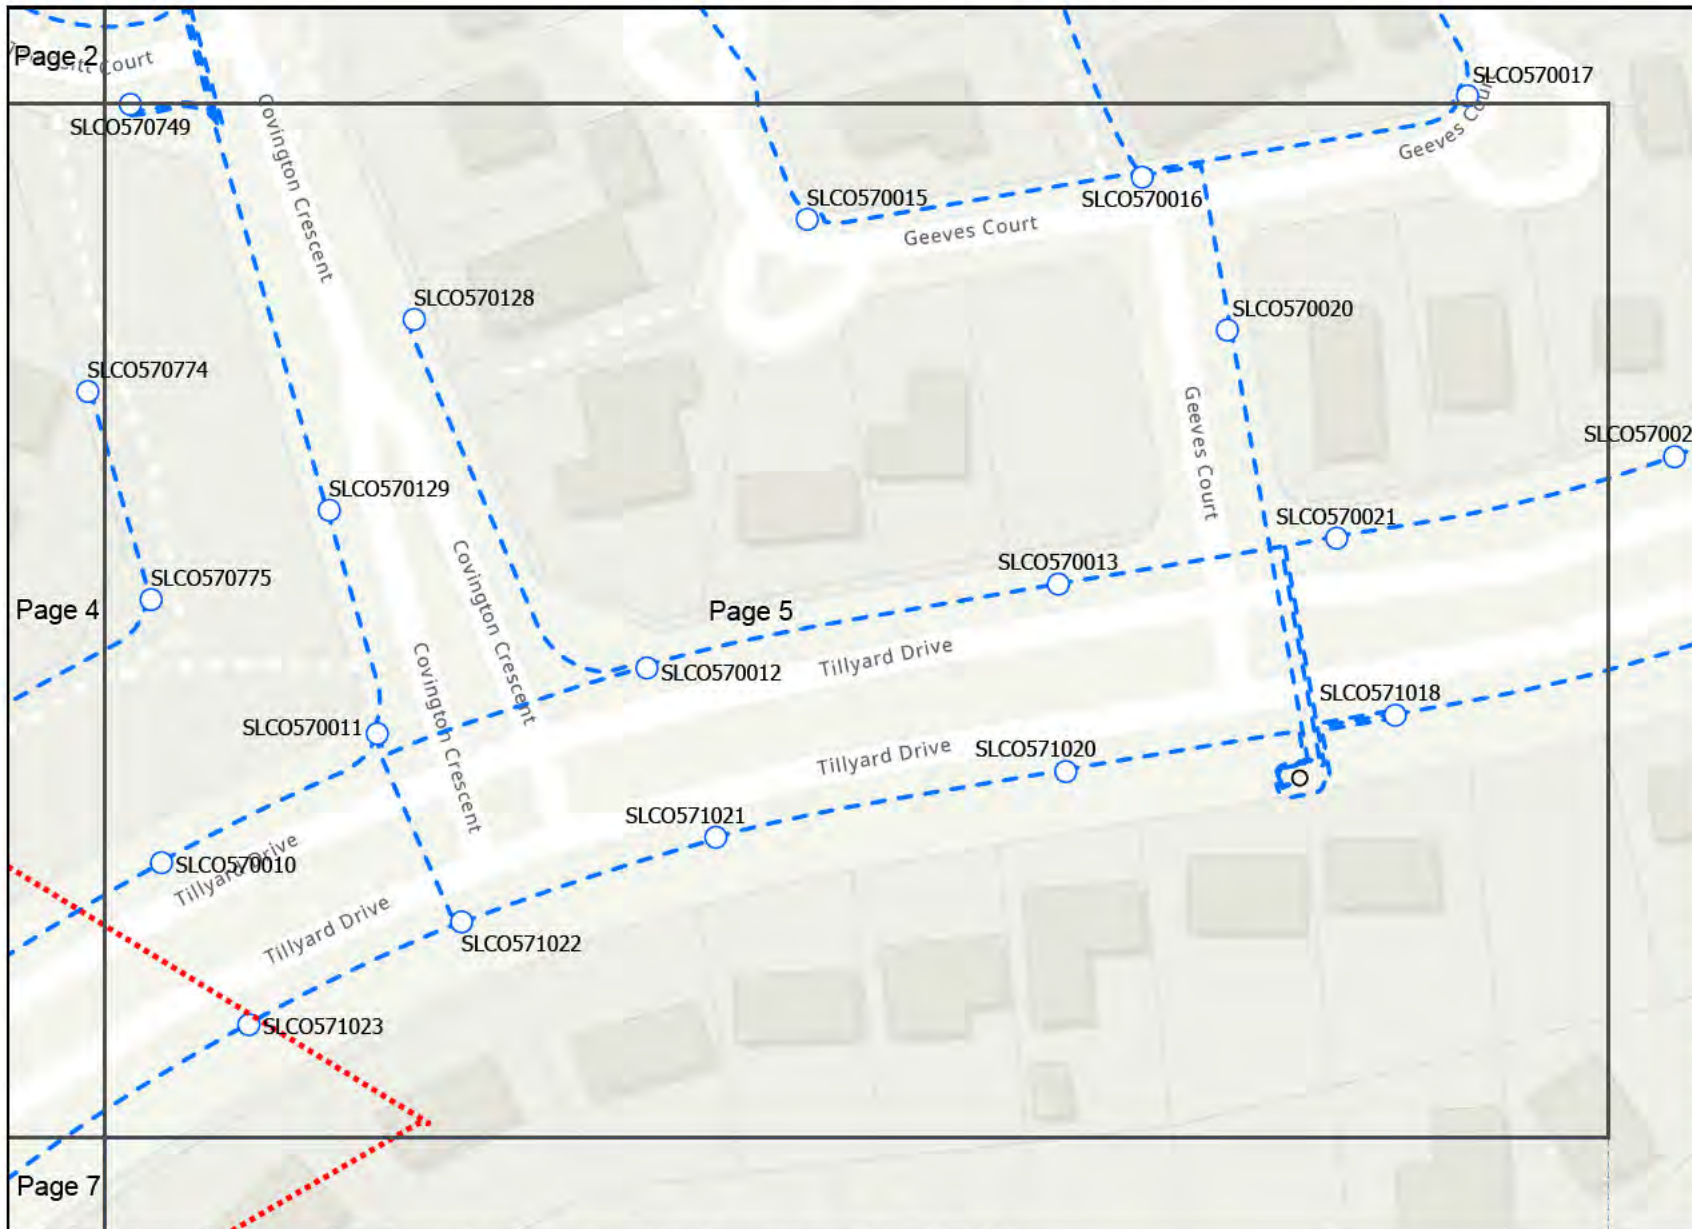 Page 2
Court
SLCO570749
Covington Crescent
SLCO570017
Geeves Court
SLCO570015
SLCO570016
Geeves Court
SLCO570128
SLCO570020
SLCO570774
Geeves Court
SLCO57002
SLCO570129
SLCO570021
SLCO570775
SLCO570013
Page 4
Page 5
Covington Crescent
Tillyard Drive
SLCO570012
SLCO571018
SLCO570011
Covington Crescent
Tillyard Drive
SLCO571020
SLCO571021
SLCO570010
Tillyard Drive
Tillyard Drive
SLCO571022
SLCO571023
Page 7